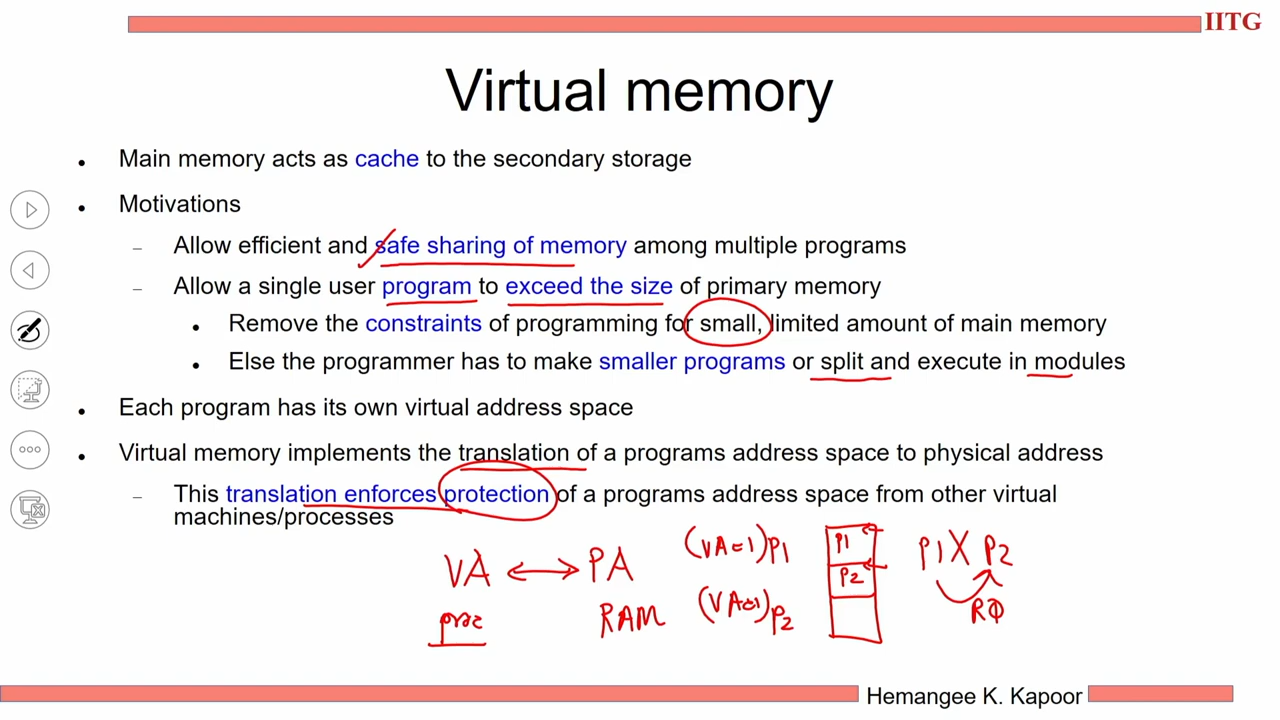 IITG
Virtual memory
• Main memory acts as cache to the secondary storage
• Motivations
– Allow efficient and safe sharing of memory among multiple programs
– Allow a single user program to exceed the size of primary memory
• Remove the constraints of programming for small, limited amount of main memory
• Else the programmer has to make smaller programs or split and execute in modules
• Each program has its own virtual address space
• Virtual memory implements the translation of a programs address space to physical address
– This translation enforces protection of a programs address space from other virtual
machines/processes
VA ↔ PA (VA=1)P1 P1 P1 X P2
P2
RAM P2
Hemangee K. Kapoor